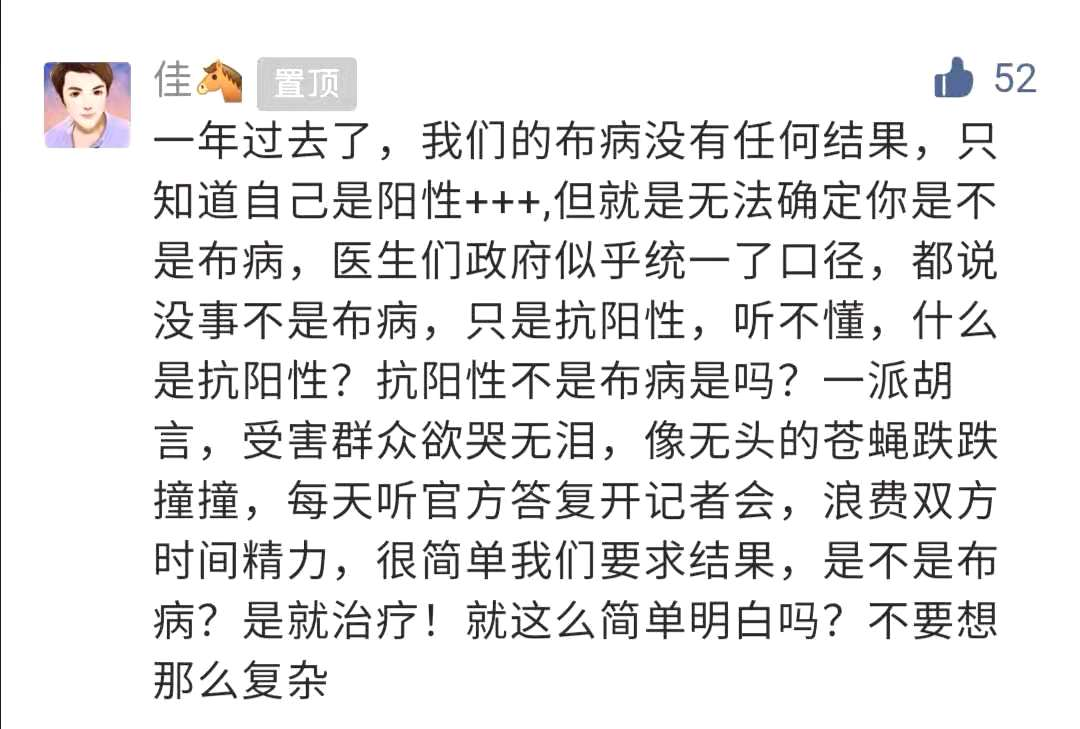 佳🐴 置顶 52
一年过去了，我们的布病没有任何结果，只
知道自己是阳性+++,但就是无法确定你是不
是布病，医生们政府似乎统一了口径，都说
没事不是布病，只是抗阳性，听不懂，什么
是抗阳性？抗阳性不是布病是吗？一派胡
言，受害群众欲哭无泪，像无头的苍蝇跌跌
撞撞，每天听官方答复开记者会，浪费双方
时间精力，很简单我们要求结果，是不是布
病？是就治疗！就这么简单明白吗？不要想
那么复杂